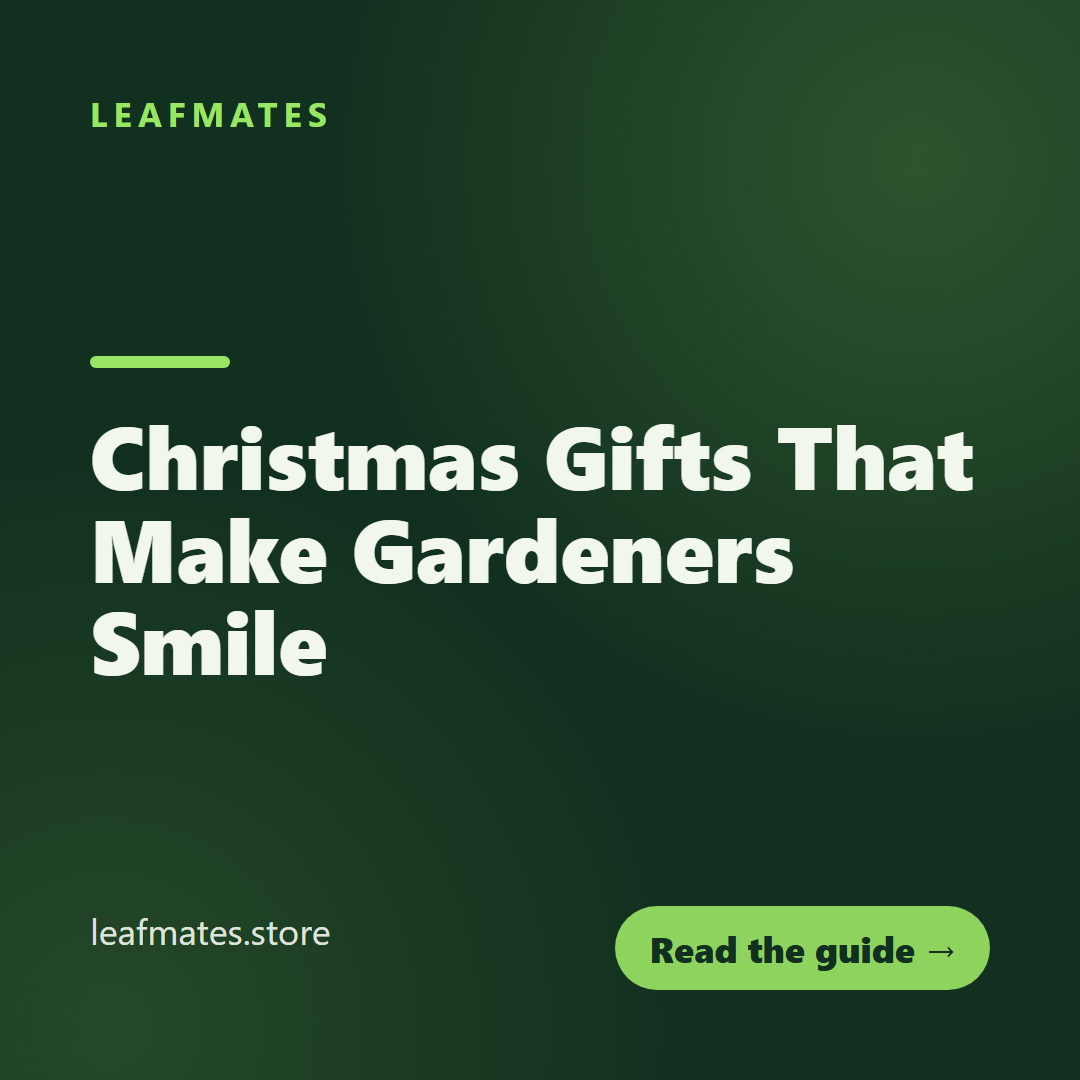 LEAFMATES
Christmas Gifts That
Make Gardeners
Smile
leafmates.store
Read the guide →